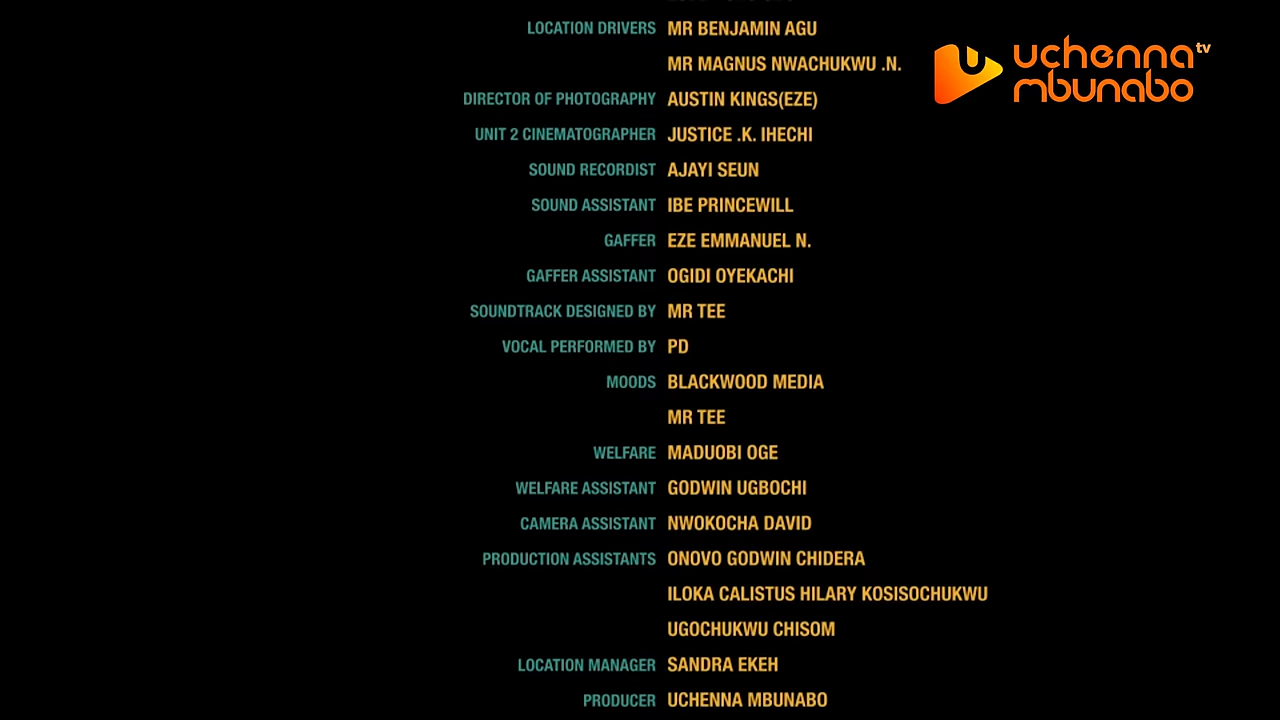 LOCATION DRIVERS MR BENJAMIN AGU
MR MAGNUS NWACHUKWU .N.
uchenna tv
mbunabo
DIRECTOR OF PHOTOGRAPHY AUSTIN KINGS(EZE)
UNIT 2 CINEMATOGRAPHER JUSTICE .K. IHECHI
SOUND RECORDIST AJAYI SEUN
SOUND ASSISTANT IBE PRINCEWILL
GAFFER EZE EMMANUEL N.
GAFFER ASSISTANT OGIDI OYEKACHI
SOUNDTRACK DESIGNED BY MR TEE
VOCAL PERFORMED BY PD
MOODS BLACKWOOD MEDIA
MR TEE
WELFARE MADUOBI OGE
WELFARE ASSISTANT GODWIN UGBOCHI
CAMERA ASSISTANT NWOKOCHA DAVID
PRODUCTION ASSISTANTS ONOVO GODWIN CHIDERA
ILOKA CALISTUS HILARY KOSISOCHUKWU
UGOCHUKWU CHISOM
LOCATION MANAGER SANDRA EKEH
PRODUCER UCHENNA MBUNABO